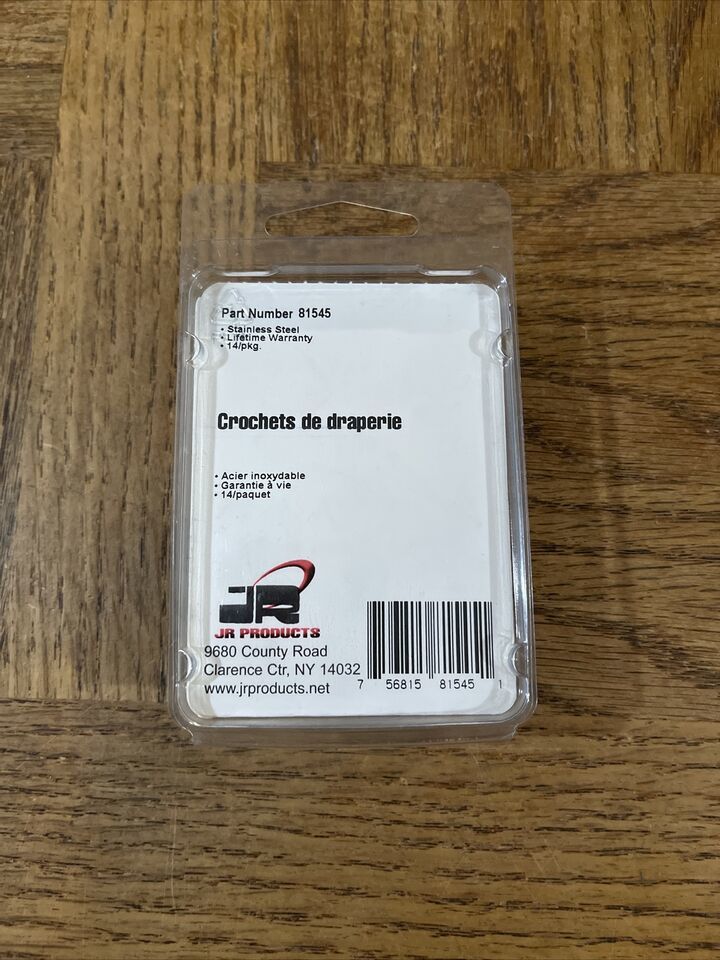 Part Number 81545
• Stainless Steel
• Lifetime Warranty
• 14/pkg.
Crochets de draperie
• Acier inoxydable
• Garantie à vie
• 14/paquet
JR
JR PRODUCTS
9680 County Road
Clarence Ctr, NY 14032
www.jrproducts.net
7 56815 81545 1